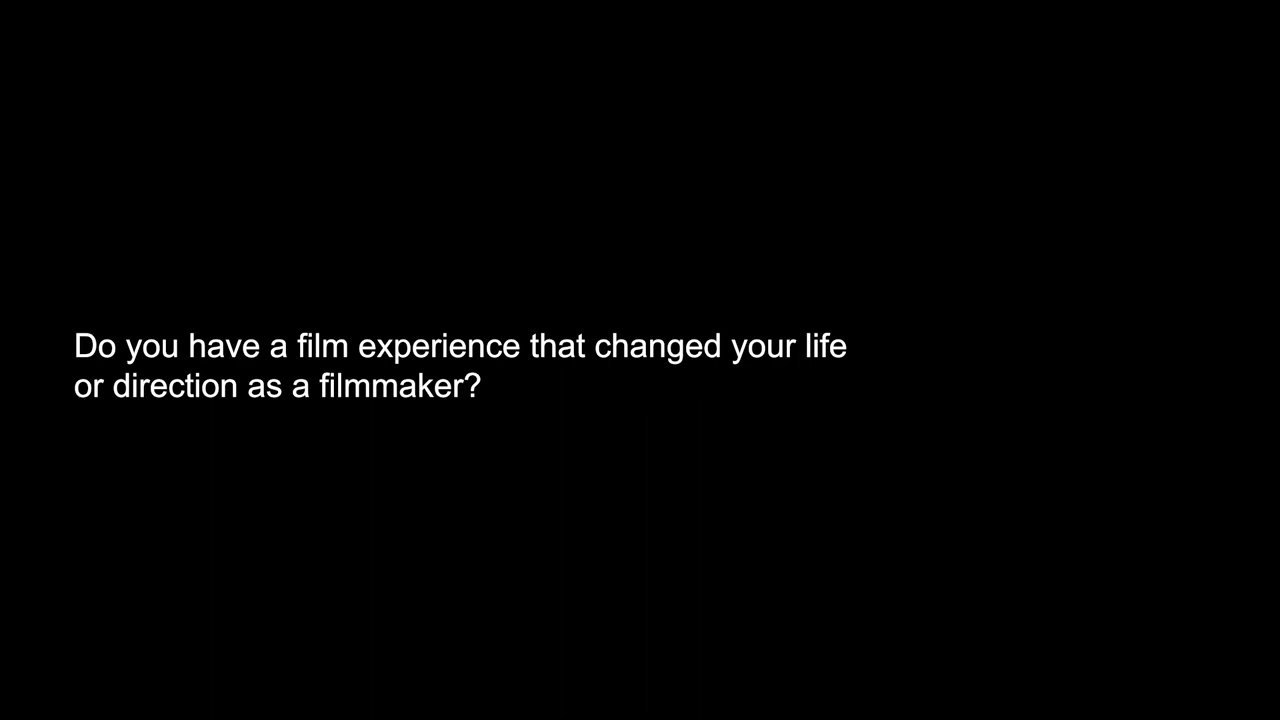 Do you have a film experience that changed your life
or direction as a filmmaker?